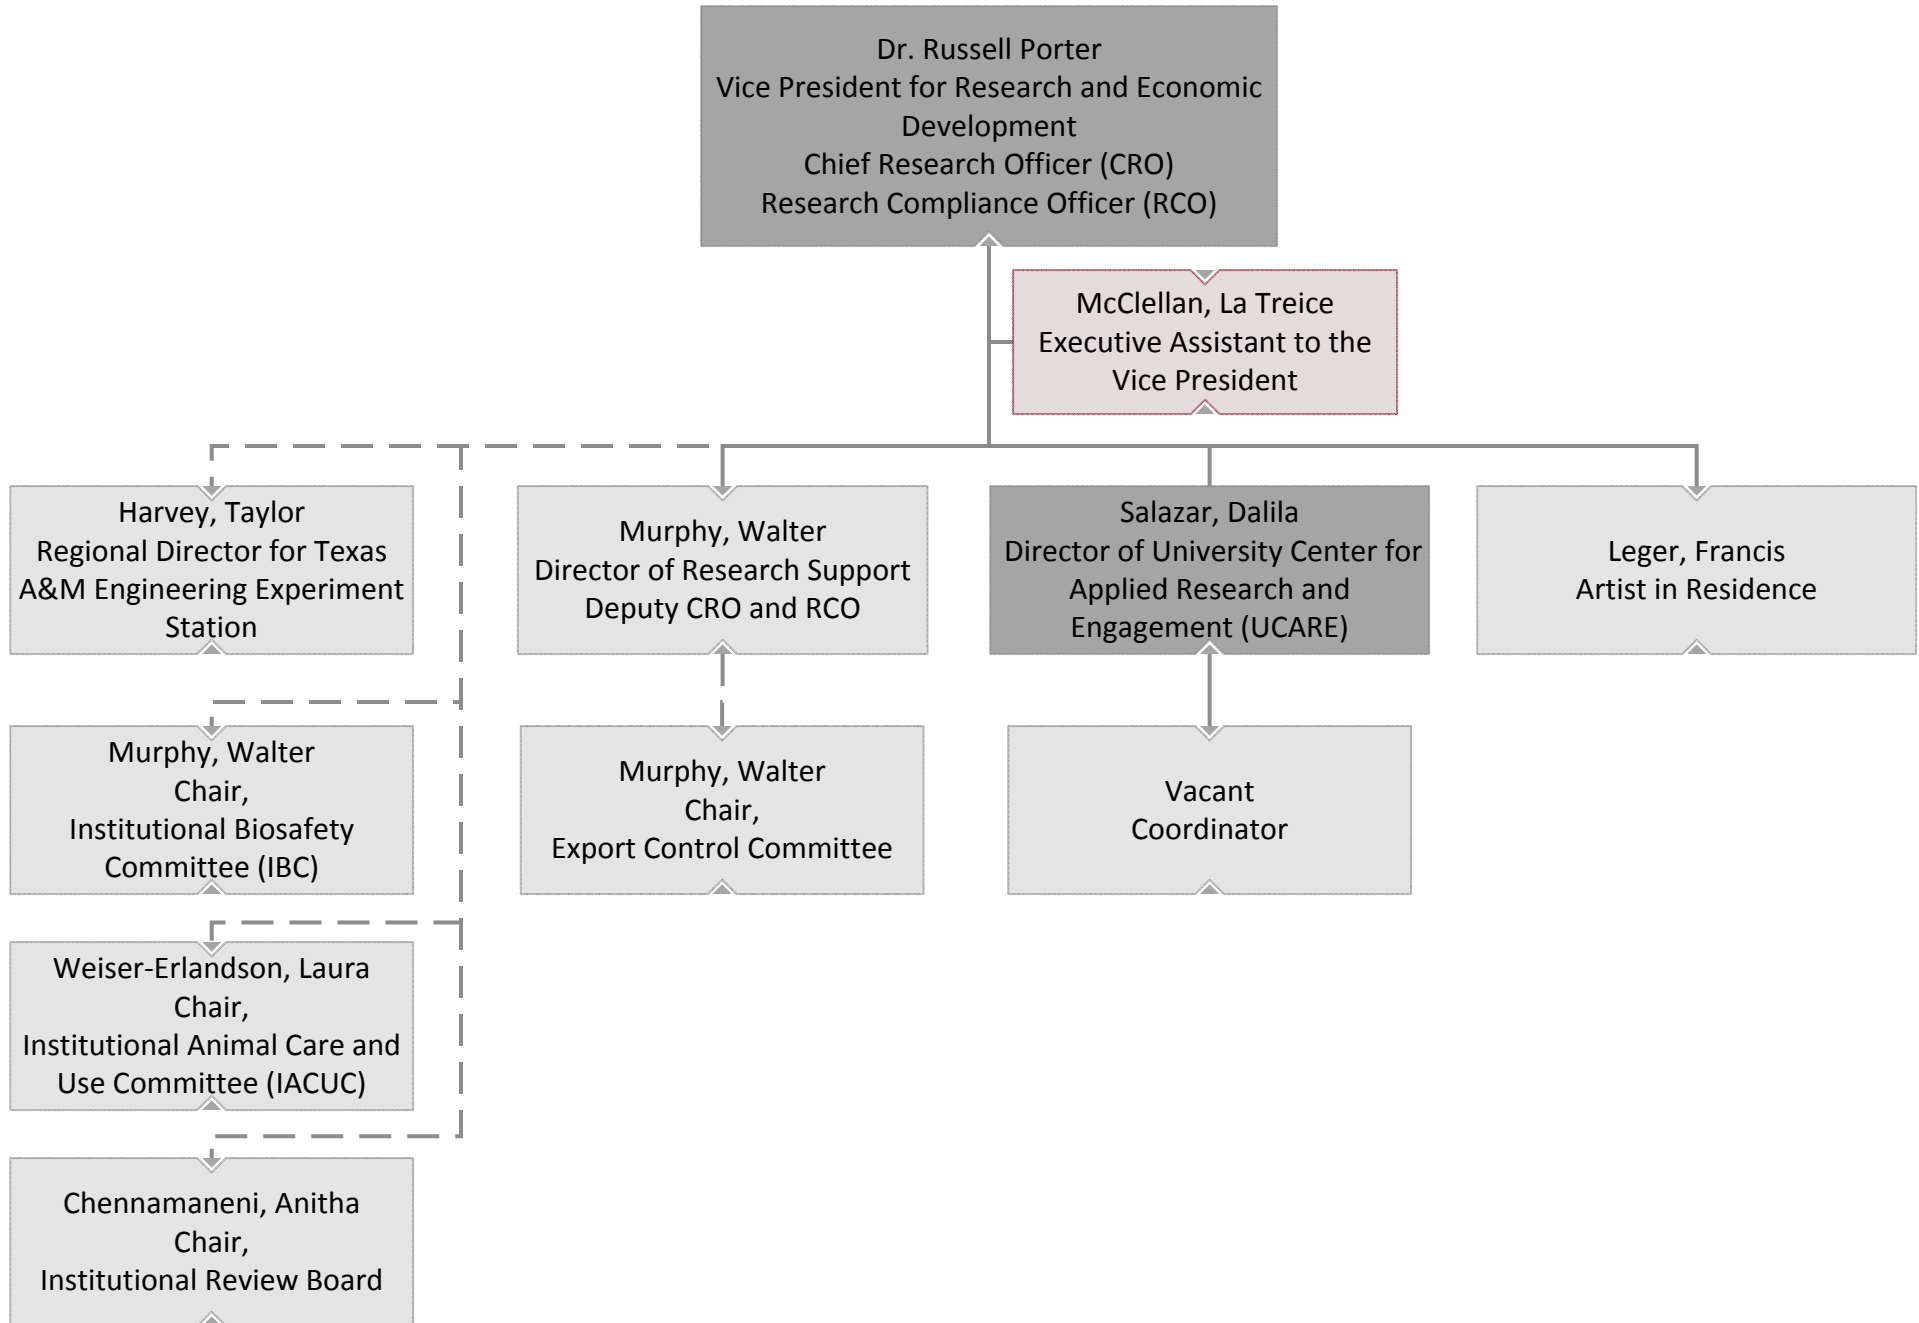 Dr. Russell Porter
Vice President for Research and Economic
Development
Chief Research Officer (CRO)
Research Compliance Officer (RCO)
McClellan, La Treice
Executive Assistant to the
Vice President
Harvey, Taylor
Regional Director for Texas
A&M Engineering Experiment
Station
Murphy, Walter
Director of Research Support
Deputy CRO and RCO
Salazar, Dalila
Director of University Center for
Applied Research and
Engagement (UCARE)
Leger, Francis
Artist in Residence
Murphy, Walter
Chair,
Institutional Biosafety
Committee (IBC)
Murphy, Walter
Chair,
Export Control Committee
Vacant
Coordinator
Weiser-Erlandson, Laura
Chair,
Institutional Animal Care and
Use Committee (IACUC)
Chennamaneni, Anitha
Chair,
Institutional Review Board